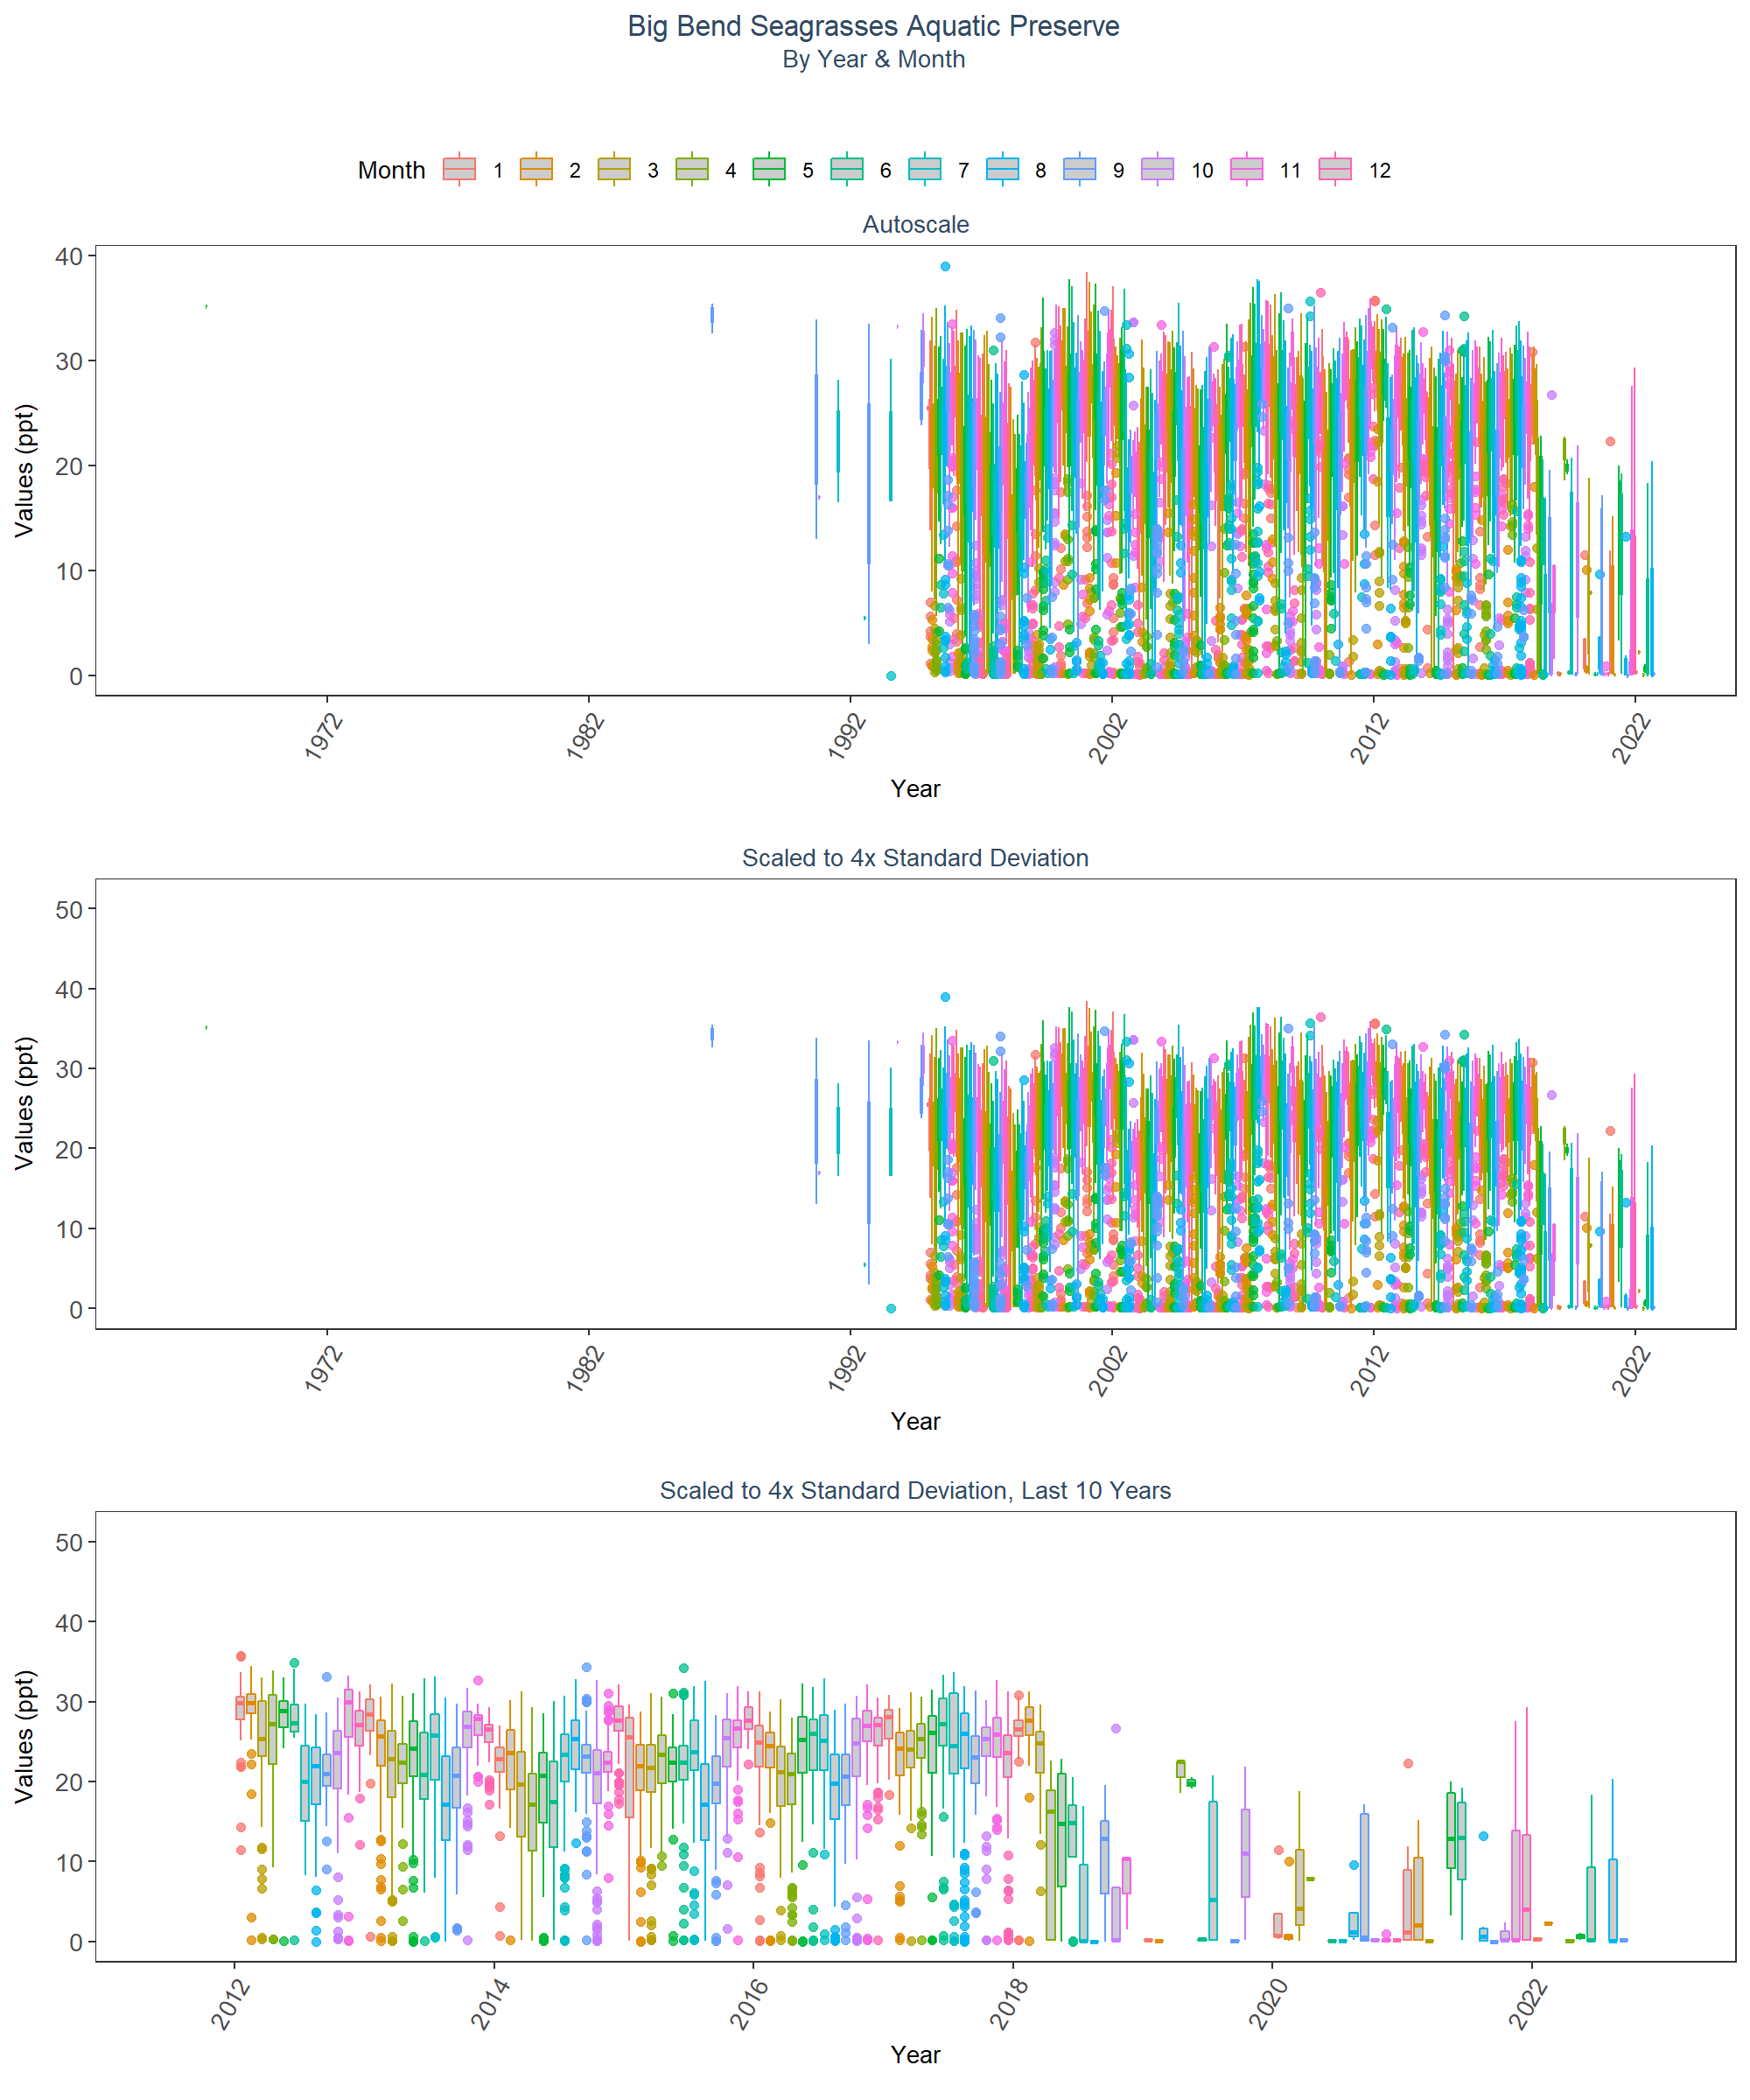 Big Bend Seagrasses Aquatic Preserve
By Year & Month
Month 1 2 3 4 5 6 7 8 9 10 11 12
Autoscale
Values (ppt)
40
30
20
10
0
1972 1982 1992 2002 2012 2022
Year
Scaled to 4x Standard Deviation
Values (ppt)
50
40
30
20
10
0
1972 1982 1992 2002 2012 2022
Year
Scaled to 4x Standard Deviation, Last 10 Years
Values (ppt)
50
40
30
20
10
0
2012 2014 2016 2018 2020 2022
Year